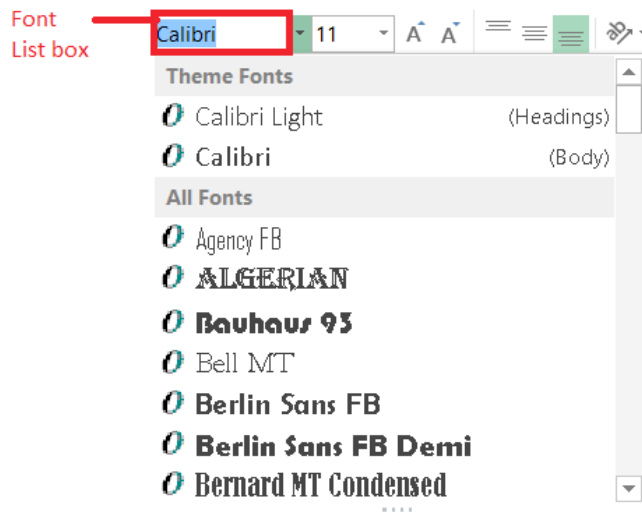 Font
List box
Calibri 11 A A
Theme Fonts
Calibri Light (Headings)
Calibri (Body)
All Fonts
Agency FB
ALGERIAN
Bauhaus 93
Bell MT
Berlin Sans FB
Berlin Sans FB Demi
Bernard MT Condensed